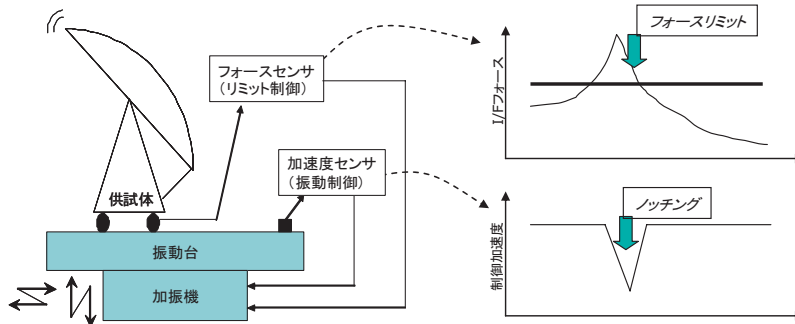 フォースセンサ
(リミット制御)
加速度センサ
(振動制御)
供試体
振動台
加振機
フォースリミット
I/Fフォース
ノッチング
制御加速度